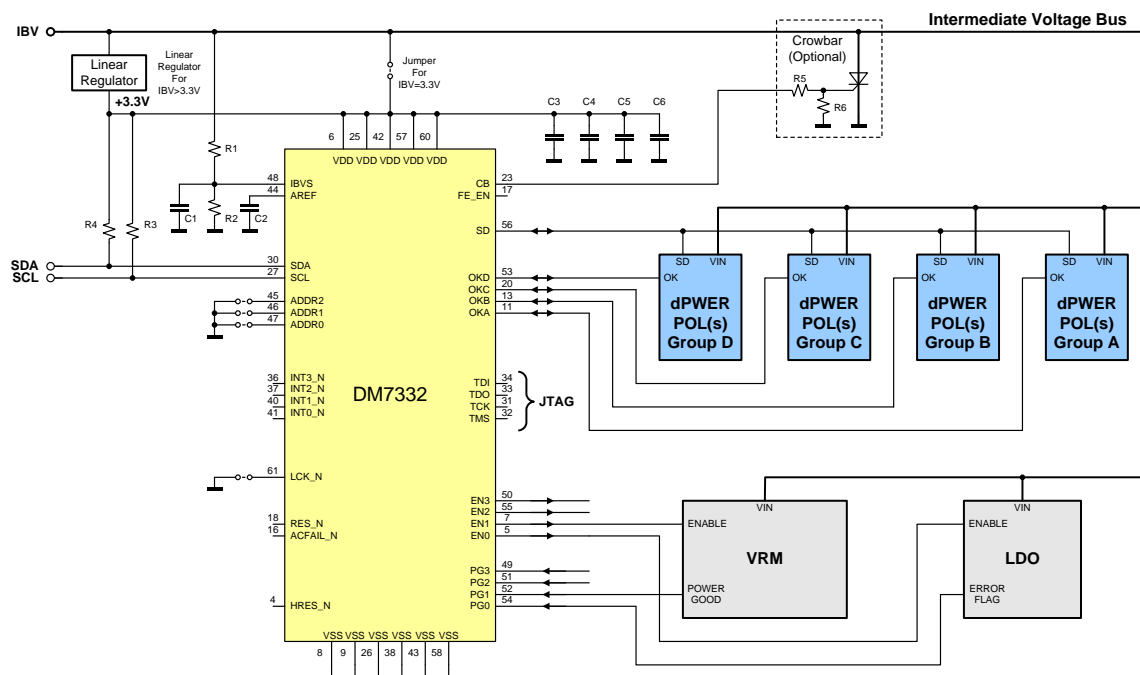 Intermediate Voltage Bus
IBV
Linear
Regulator
Linear
Regulator
For
IBV>3.3V
+3.3V
Jumper
For
IBV=3.3V
Crowbar
(Optional)
R5
R6
C3 C4 C5 C6
6 25 42 57 60
VDD VDD VDD VDD VDD
R1
48 IBVS
44 AREF
C1 R2 C2
R4 R3
CB 23
FE_EN 17
SD 56
SDA
SCL
30 SDA
27 SCL
45 ADDR2
46 ADDR1
47 ADDR0
OKD 53
OKC 20
OKB 13
OKA 11
SD VIN
OK
dPWER
POL(s)
Group D
SD VIN
OK
dPWER
POL(s)
Group C
SD VIN
OK
dPWER
POL(s)
Group B
SD VIN
OK
dPWER
POL(s)
Group A
36 INT3_N
37 INT2_N
40 INT1_N
41 INT0_N
DM7332
TDI 34
TDO 33
TCK 31
TMS 32
JTAG
61 LCK_N
18 RES_N
16 ACFAIL_N
4 HRES_N
EN3 50
EN2 55
EN1 7
EN0 5
PG3 49
PG2 51
PG1 52
PG0 54
VIN
ENABLE
VRM
POWER
GOOD
VIN
ENABLE
LDO
ERROR
FLAG
VSS VSS VSS VSS VSS VSS
8 9 26 38 43 58